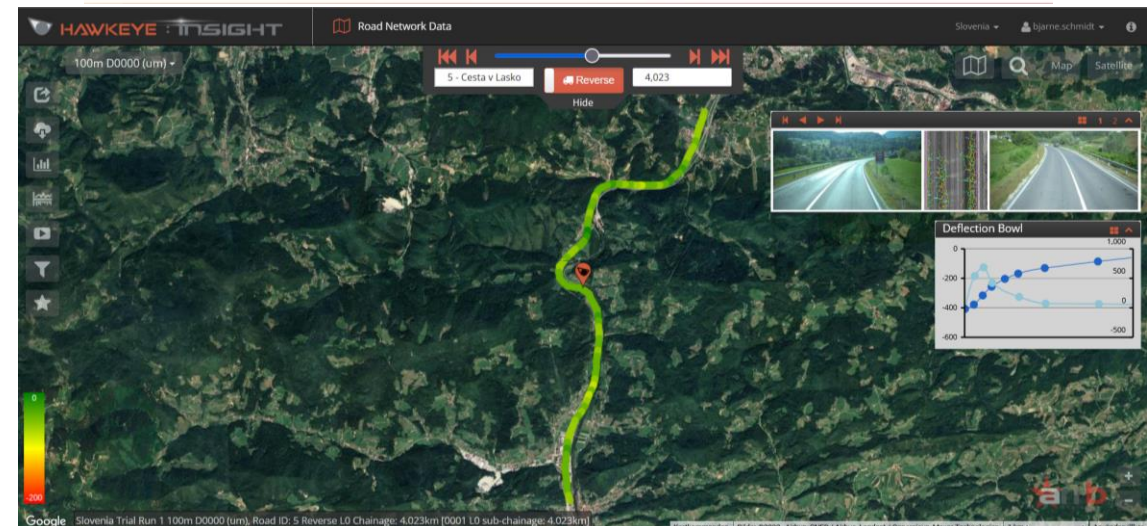 HAWKEYE : INSIGHT
Road Network Data
Slovenia
bjarne.schmidt
100m D0000 (um)
5 - Cesta v Lasko
Reverse
4,023
Hide
Map
Satellite
1 2
Deflection Bowl
0
-200
-400
-600
1,000
500
0
-500
0
-200
Google
Slovenia Trial Run 1 100m D0000 (um), Road ID: 5 Reverse L0 Chainage: 4.023km [0001 L0 sub-chainage: 4.023km]